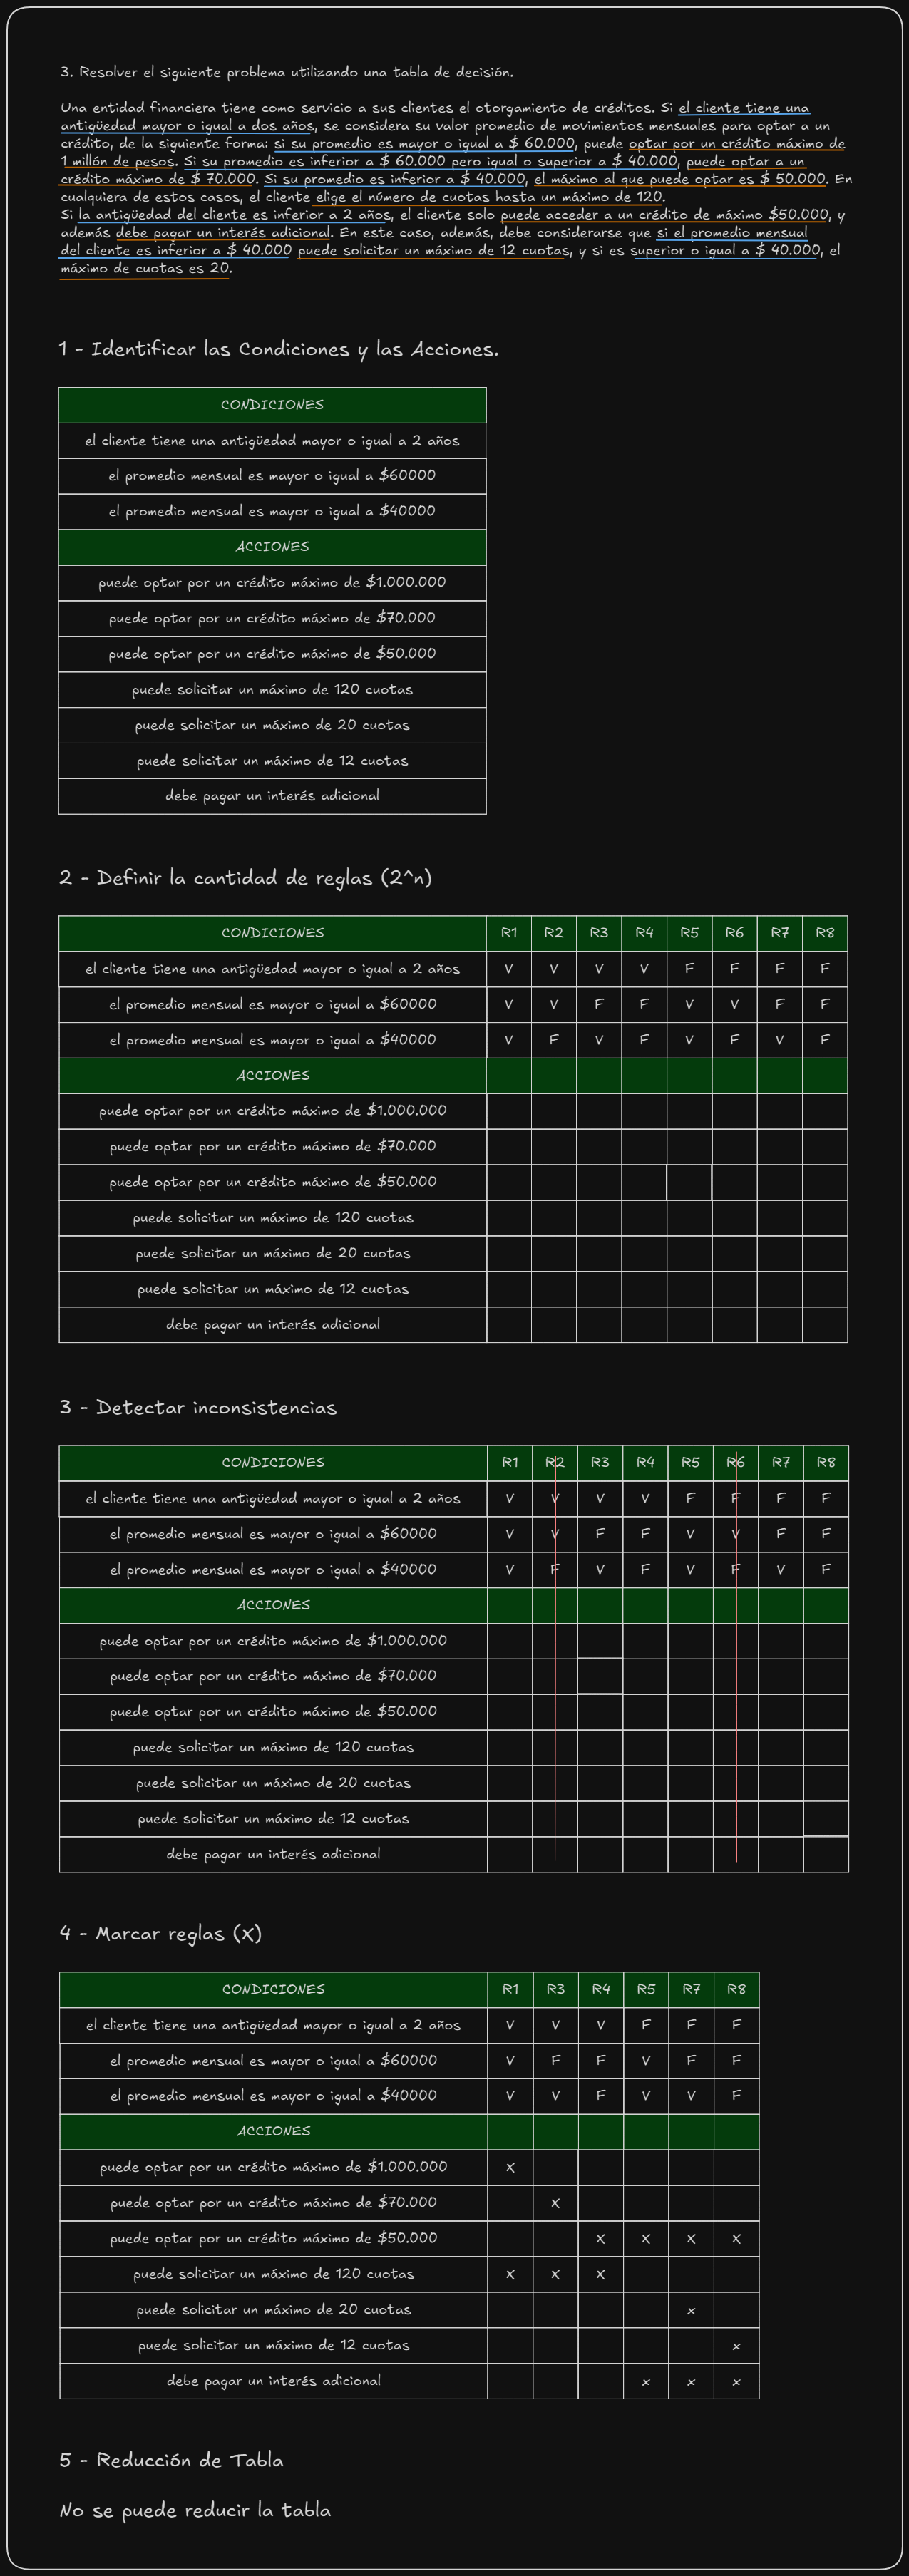 3. Resolver el siguiente problema utilizando una tabla de decisión.
Una entidad financiera tiene como servicio a sus clientes el otorgamiento de créditos. Si el cliente tiene una
antigüedad mayor o igual a dos años, se considera su valor promedio de movimientos mensuales para optar a un
crédito, de la siguiente forma: si su promedio es mayor o igual a $ 60.000, puede optar por un crédito máximo de
1 millón de pesos. Si su promedio es inferior a $ 60.000 pero igual o superior a $ 40.000, puede optar a un
crédito máximo de $ 70.000. Si su promedio es inferior a $ 40.000, el máximo al que puede optar es $ 50.000. En
cualquiera de estos casos, el cliente elige el número de cuotas hasta un máximo de 120.
Si la antigüedad del cliente es inferior a 2 años, el cliente solo puede acceder a un crédito de máximo $50.000, y
además debe pagar un interés adicional. En este caso, además, debe considerarse que si el promedio mensual
del cliente es inferior a $ 40.000 puede solicitar un máximo de 12 cuotas, y si es superior o igual a $ 40.000, el
máximo de cuotas es 20.
1 - Identificar las Condiciones y las Acciones.
CONDICIONES
el cliente tiene una antigüedad mayor o igual a 2 años
el promedio mensual es mayor o igual a $60000
el promedio mensual es mayor o igual a $40000
ACCIONES
puede optar por un crédito máximo de $1.000.000
puede optar por un crédito máximo de $70.000
puede optar por un crédito máximo de $50.000
puede solicitar un máximo de 120 cuotas
puede solicitar un máximo de 20 cuotas
puede solicitar un máximo de 12 cuotas
debe pagar un interés adicional
2 - Definir la cantidad de reglas (2^n)
CONDICIONES R1 R2 R3 R4 R5 R6 R7 R8
el cliente tiene una antigüedad mayor o igual a 2 años V V V V F F F F
el promedio mensual es mayor o igual a $60000 V V F F V V F F
el promedio mensual es mayor o igual a $40000 V F V F V F V F
ACCIONES
puede optar por un crédito máximo de $1.000.000
puede optar por un crédito máximo de $70.000
puede optar por un crédito máximo de $50.000
puede solicitar un máximo de 120 cuotas
puede solicitar un máximo de 20 cuotas
puede solicitar un máximo de 12 cuotas
debe pagar un interés adicional
3 - Detectar inconsistencias
CONDICIONES R1 R2 R3 R4 R5 R6 R7 R8
el cliente tiene una antigüedad mayor o igual a 2 años V V V V F F F F
el promedio mensual es mayor o igual a $60000 V V F F V V F F
el promedio mensual es mayor o igual a $40000 V F V F V F V F
ACCIONES
puede optar por un crédito máximo de $1.000.000
puede optar por un crédito máximo de $70.000
puede optar por un crédito máximo de $50.000
puede solicitar un máximo de 120 cuotas
puede solicitar un máximo de 20 cuotas
puede solicitar un máximo de 12 cuotas
debe pagar un interés adicional
4 - Marcar reglas (X)
CONDICIONES R1 R3 R4 R5 R7 R8
el cliente tiene una antigüedad mayor o igual a 2 años V V V F F F
el promedio mensual es mayor o igual a $60000 V F F V F F
el promedio mensual es mayor o igual a $40000 V V F V V F
ACCIONES
puede optar por un crédito máximo de $1.000.000 X
puede optar por un crédito máximo de $70.000 X
puede optar por un crédito máximo de $50.000 X X X X
puede solicitar un máximo de 120 cuotas X X X
puede solicitar un máximo de 20 cuotas x
puede solicitar un máximo de 12 cuotas x
debe pagar un interés adicional x x x
5 - Reducción de Tabla
No se puede reducir la tabla